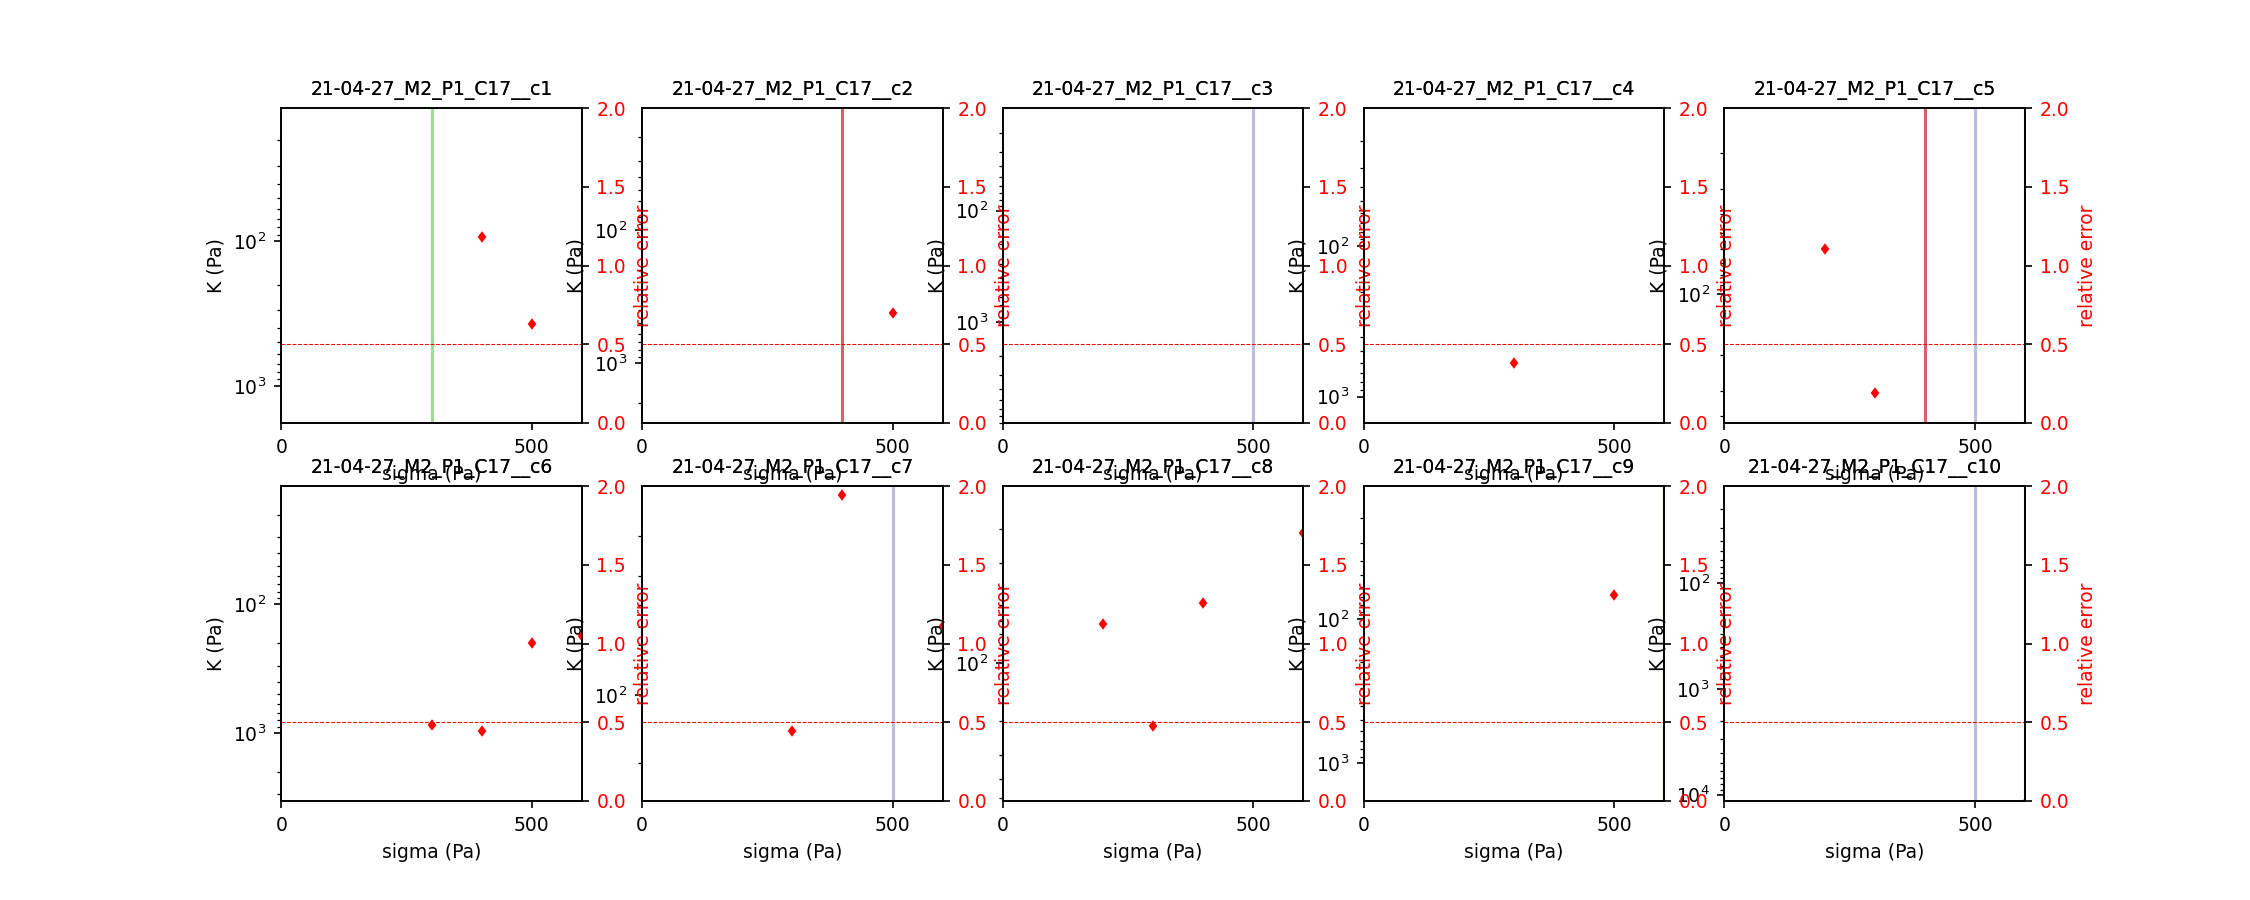 21-04-27_M2_P1_C17__c1 21-04-27_M2_P1_C17__c2 21-04-27_M2_P1_C17__c3 21-04-27_M2_P1_C17__c4 21-04-27_M2_P1_C17__c5
2.0 2.0 2.0 2.0 2.0
1.5 1.5 1.5 1.5 1.5
10² 10² 10² 10² 10²
K (Pa) K (Pa) K (Pa) K (Pa) K (Pa)
relative error relative error relative error relative error relative error
1.0 1.0 1.0 1.0 1.0
10³ 10³ 10³ 10³
0.5 0.5 0.5 0.5 0.5
0.0 0.0 0.0 0.0 0.0
0 500 0 500 0 500 0 500 0 500
sigma (Pa) sigma (Pa) sigma (Pa) sigma (Pa) sigma (Pa)
21-04-27_M2_P1_C17__c6 21-04-27_M2_P1_C17__c7 21-04-27_M2_P1_C17__c8 21-04-27_M2_P1_C17__c9 21-04-27_M2_P1_C17__c10
2.0 2.0 2.0 2.0 2.0
1.5 1.5 1.5 1.5 1.5
10² 10² 10² 10² 10²
K (Pa) K (Pa) K (Pa) K (Pa) K (Pa)
relative error relative error relative error relative error relative error
1.0 1.0 1.0 1.0 1.0
10³ 10³ 10³
0.5 0.5 0.5 0.5 0.5
10⁴
0.0 0.0 0.0 0.0 0.0
0 500 0 500 0 500 0 500 0 500
sigma (Pa) sigma (Pa) sigma (Pa) sigma (Pa) sigma (Pa)